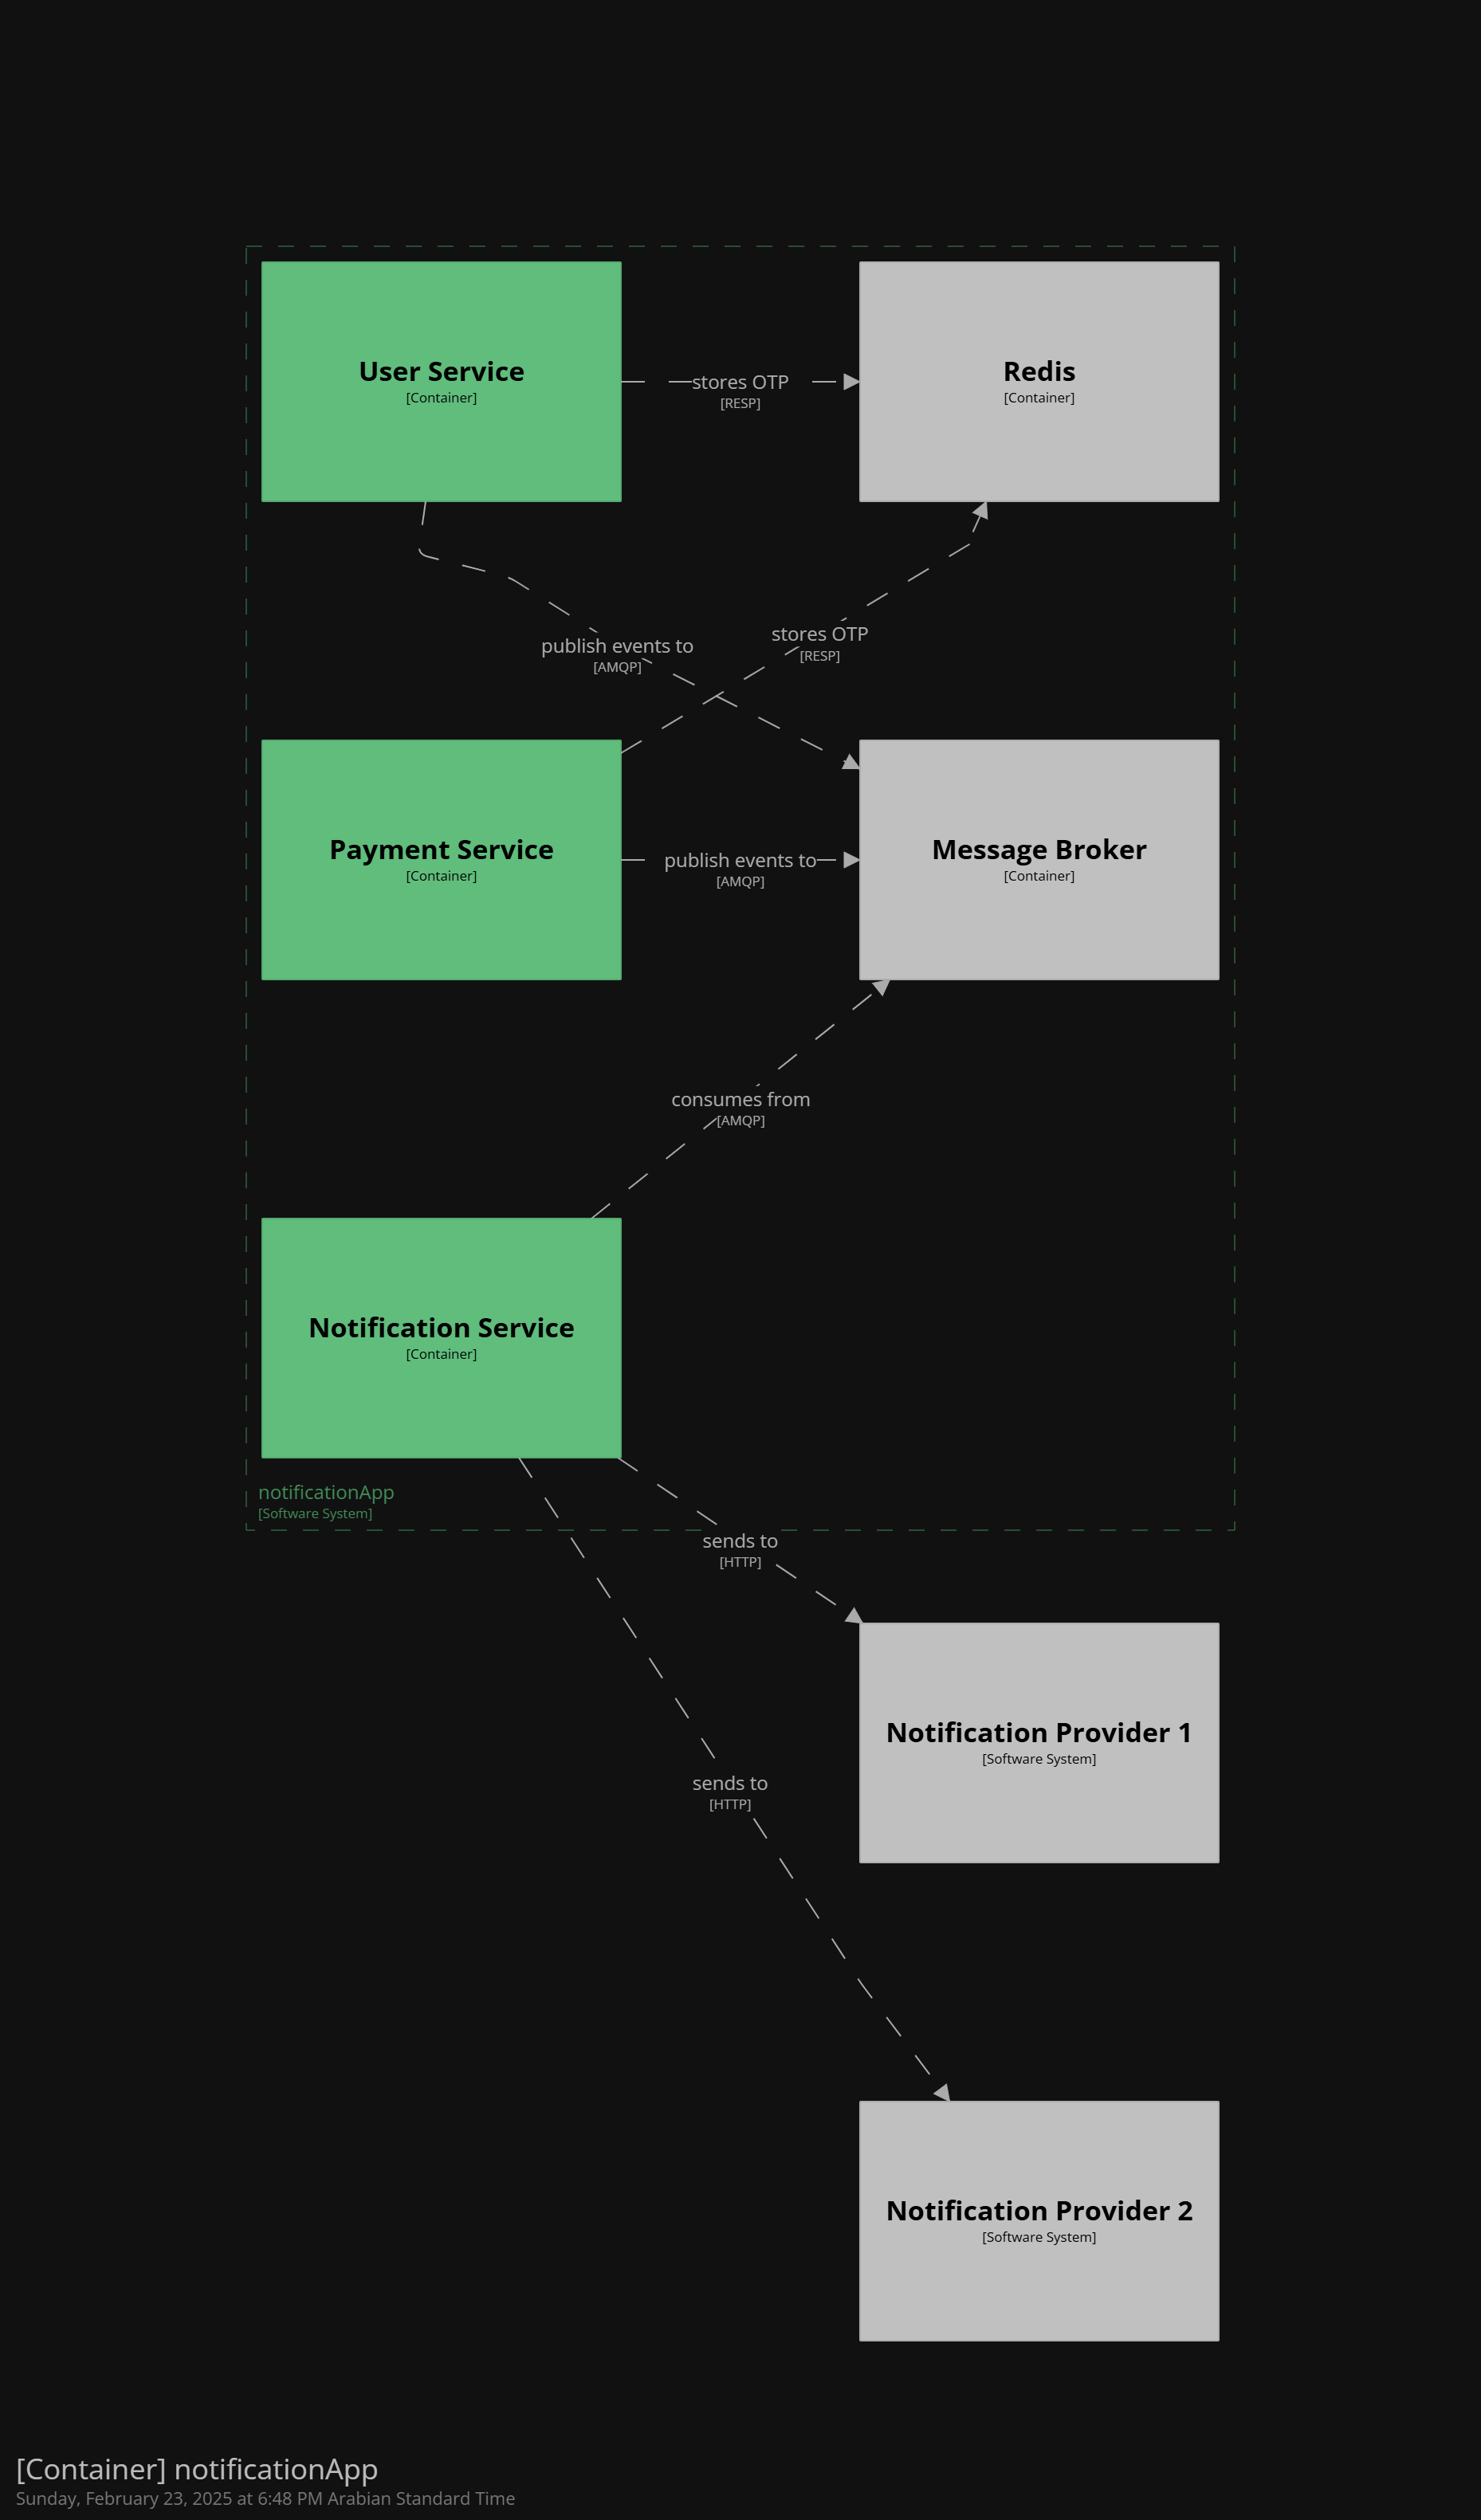 User Service
[Container]
stores OTP
[RESP]
Redis
[Container]
publish events to
[AMQP]
stores OTP
[RESP]
Payment Service
[Container]
publish events to
[AMQP]
Message Broker
[Container]
consumes from
[AMQP]
Notification Service
[Container]
notificationApp
[Software System]
sends to
[HTTP]
Notification Provider 1
[Software System]
sends to
[HTTP]
Notification Provider 2
[Software System]
[Container] notificationApp
Sunday, February 23, 2025 at 6:48 PM Arabian Standard Time